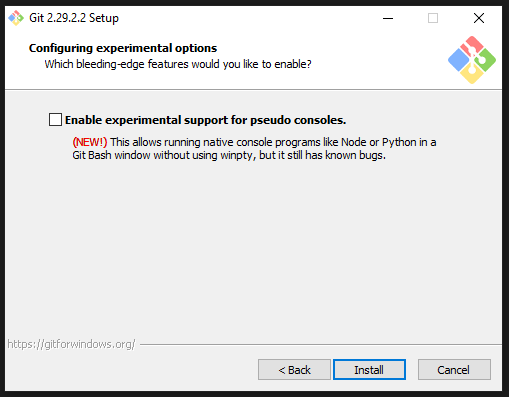 Git 2.29.2.2 Setup
Configuring experimental options
Which bleeding-edge features would you like to enable?
Enable experimental support for pseudo consoles.
(NEW!) This allows running native console programs like Node or Python in a
Git Bash window without using winpty, but it still has known bugs.
https://gitforwindows.org/
< Back
Install
Cancel